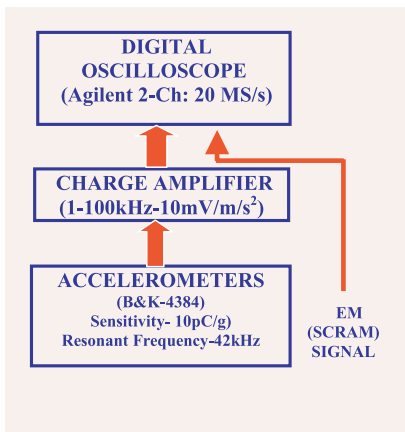 DIGITAL
OSCILLOSCOPE
(Agilent 2-Ch: 20 MS/s)
CHARGE AMPLIFIER
(1-100kHz-10mV/m/s²)
ACCELEROMETERS
(B&K-4384)
Sensitivity- 10pC/g)
Resonant Frequency-42kHz
EM
(SCRAM)
SIGNAL